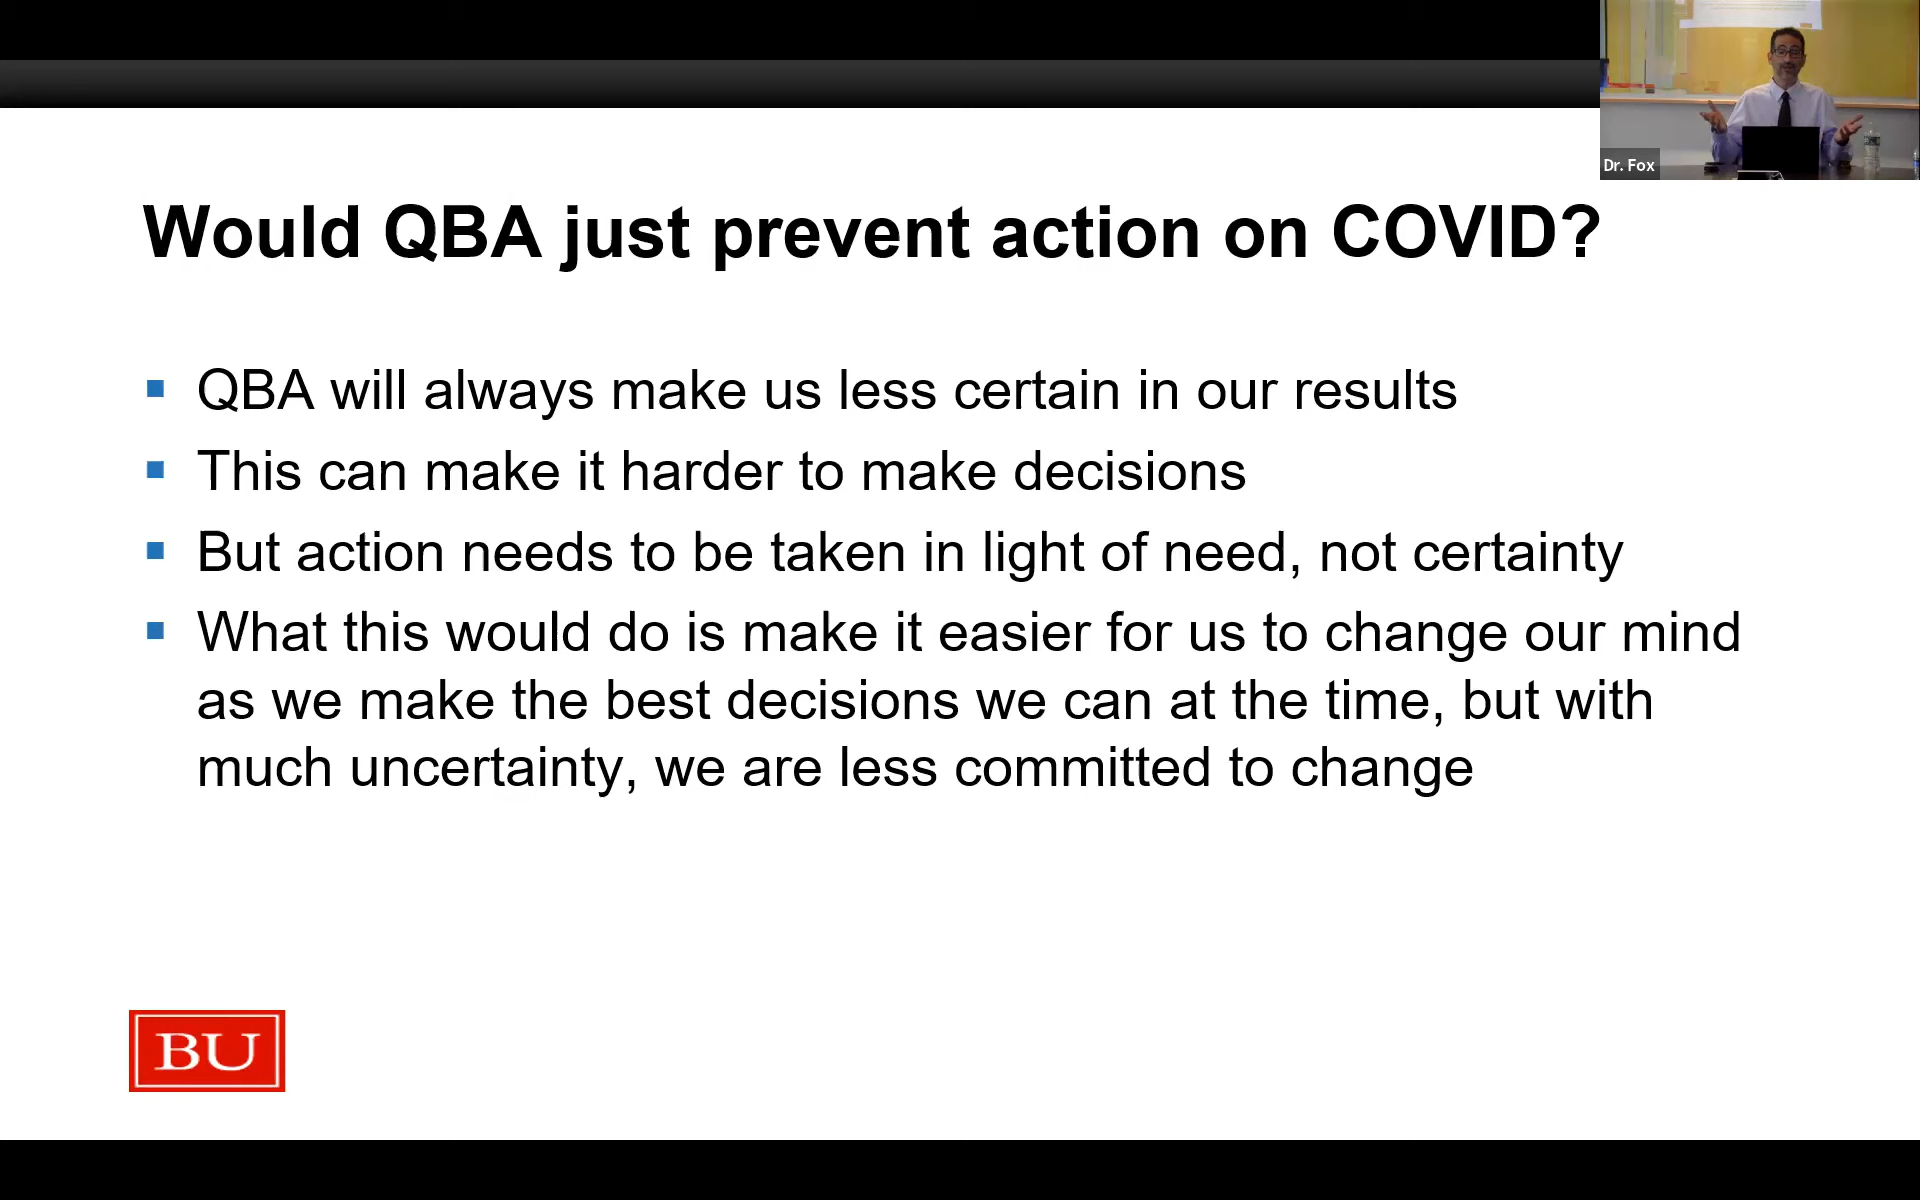 Dr. Fox
Would QBA just prevent action on COVID?
QBA will always make us less certain in our results
This can make it harder to make decisions
But action needs to be taken in light of need, not certainty
What this would do is make it easier for us to change our mind
as we make the best decisions we can at the time, but with
much uncertainty, we are less committed to change
BU